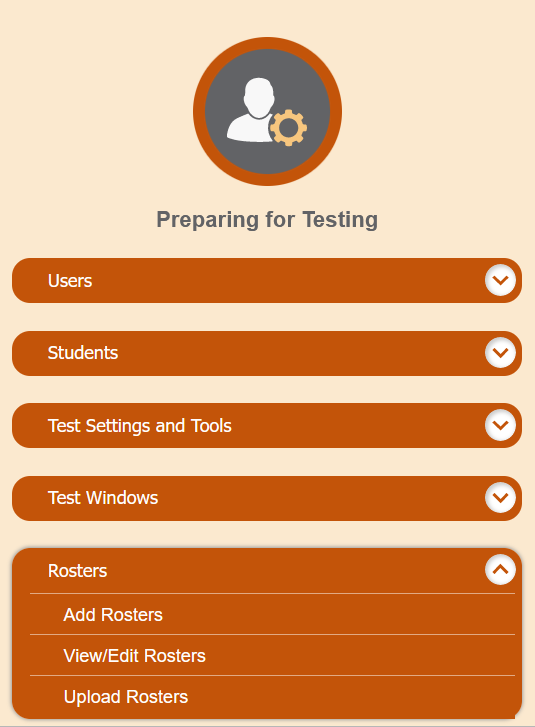 Preparing for Testing
Users
Students
Test Settings and Tools
Test Windows
Rosters
Add Rosters
View/Edit Rosters
Upload Rosters